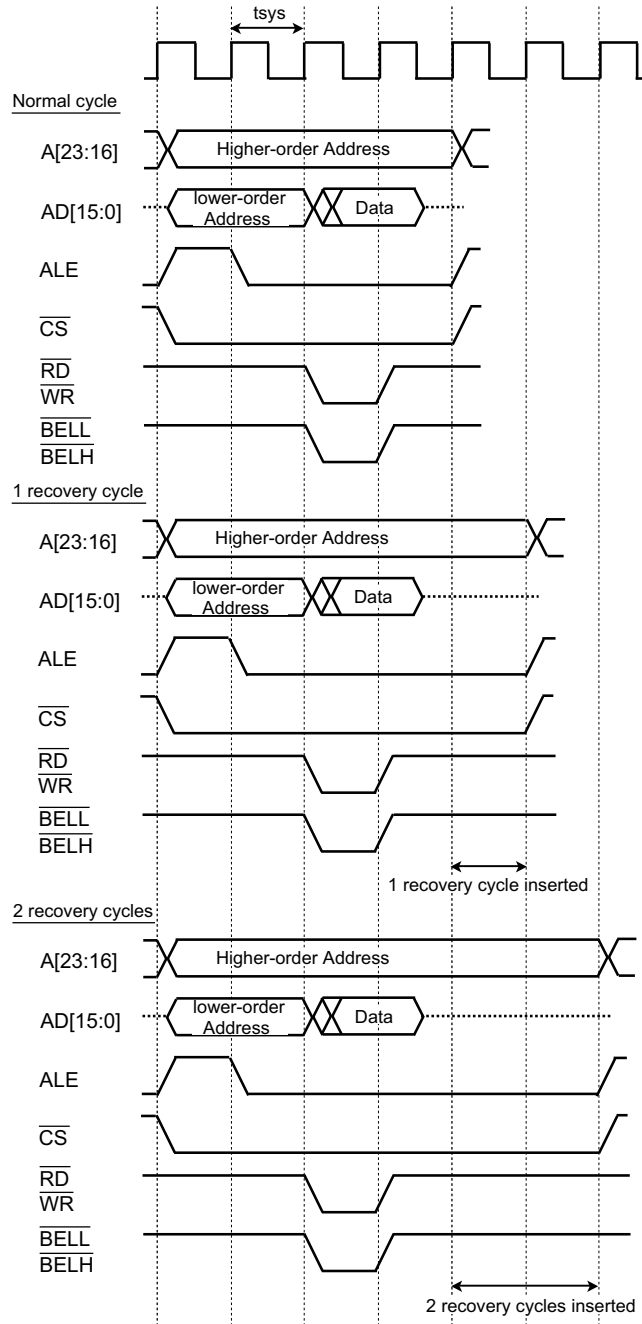 tsys
Normal cycle
A[23:16]
Higher-order Address
AD[15:0]
lower-order
Address
Data
ALE
CS
RD
WR
BELL
BELH
1 recovery cycle
A[23:16]
Higher-order Address
AD[15:0]
lower-order
Address
Data
ALE
CS
RD
WR
BELL
BELH
1 recovery cycle inserted
2 recovery cycles
A[23:16]
Higher-order Address
AD[15:0]
lower-order
Address
Data
ALE
CS
RD
WR
BELL
BELH
2 recovery cycles inserted